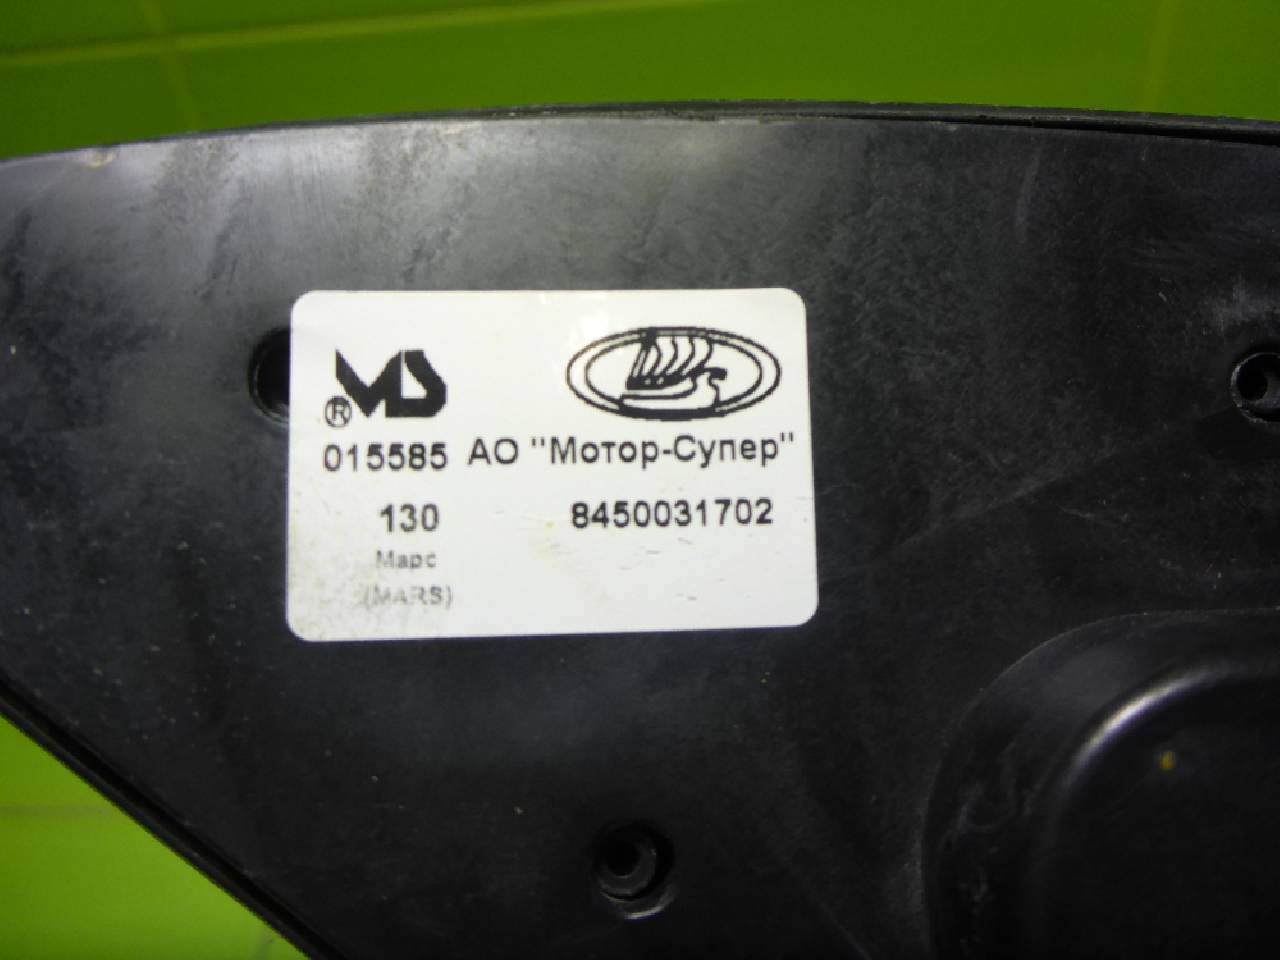 MS
®
015585 АО "Мотор-Супер"
130 8450031702
Марс
(MARS)